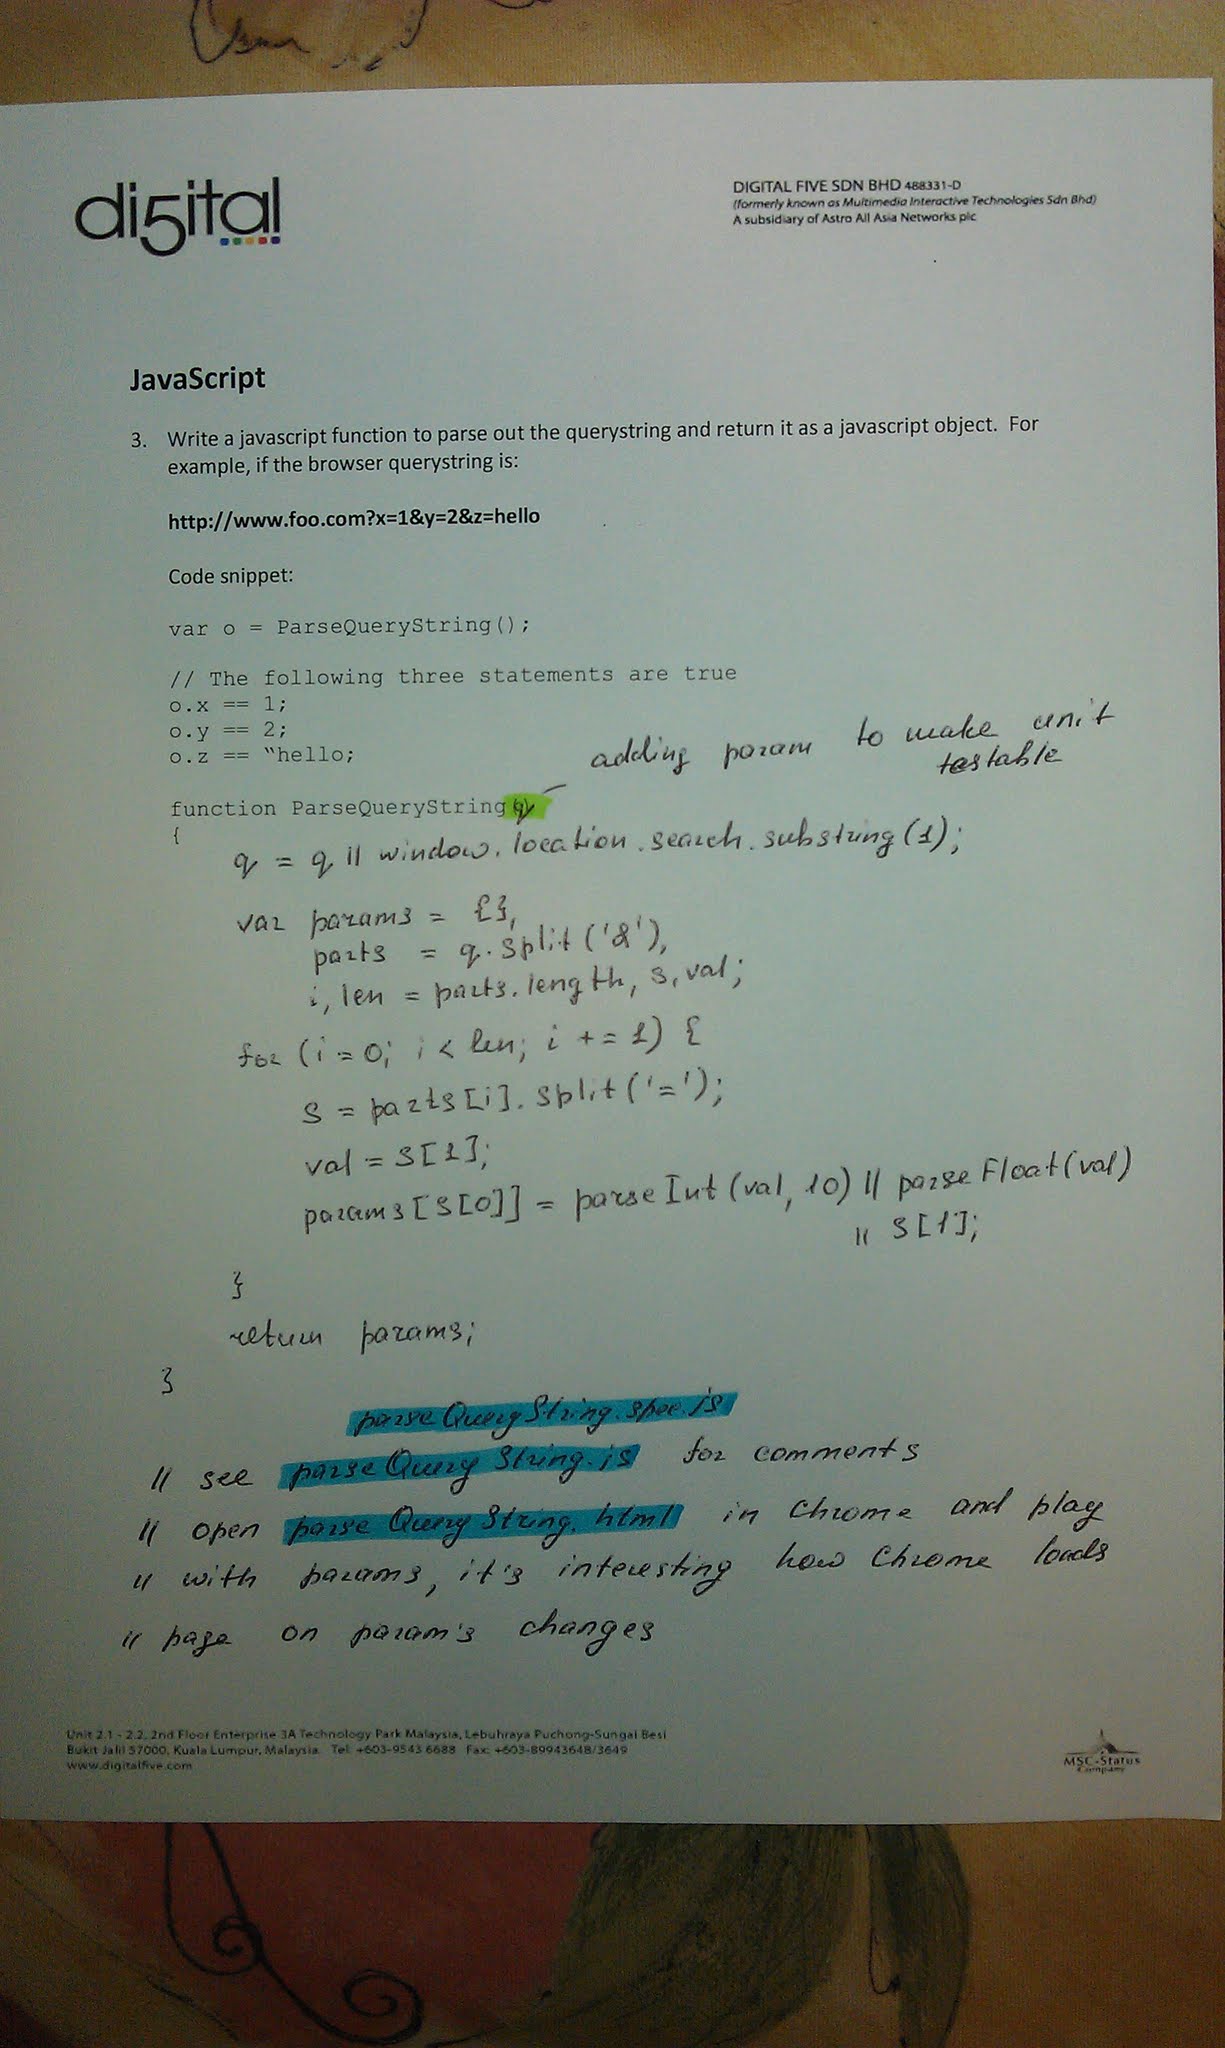 di5ital
DIGITAL FIVE SDN BHD 488331-D
(formerly known as Multimedia Interactive Technologies Sdn Bhd)
A subsidiary of Astro All Asia Networks plc
JavaScript
3. Write a javascript function to parse out the querystring and return it as a javascript object. For
example, if the browser querystring is:
http://www.foo.com?x=1&y=2&z=hello
Code snippet:
var o = ParseQueryString();
// The following three statements are true
o.x == 1;
o.y == 2;
o.z == "hello;
adding param to make unit
testable
function ParseQueryString(q)
{
q = q || window.location.search.substring(1);
var params = {},
parts = q.split('&'),
i, len = parts.length, s, val;
for (i = 0; i < len; i += 1) {
s = parts[i].split('=');
val = s[1];
params[s[0]] = parseInt(val, 10) || parseFloat(val)
|| s[1];
}
return params;
}
parseQueryString.spec.js
// see parseQueryString.js for comments
// open parseQueryString.html in Chrome and play
// with params, it's interesting how Chrome loads
// page on param's changes
Unit 2.1 - 2.2, 2nd Floor Enterprise 3A Technology Park Malaysia, Lebuhraya Puchong-Sungai Besi
Bukit Jalil 57000, Kuala Lumpur, Malaysia. Tel: +603-9543 6688 Fax: +603-89943648/3649
www.digitalfive.com
MSC-Status
Company